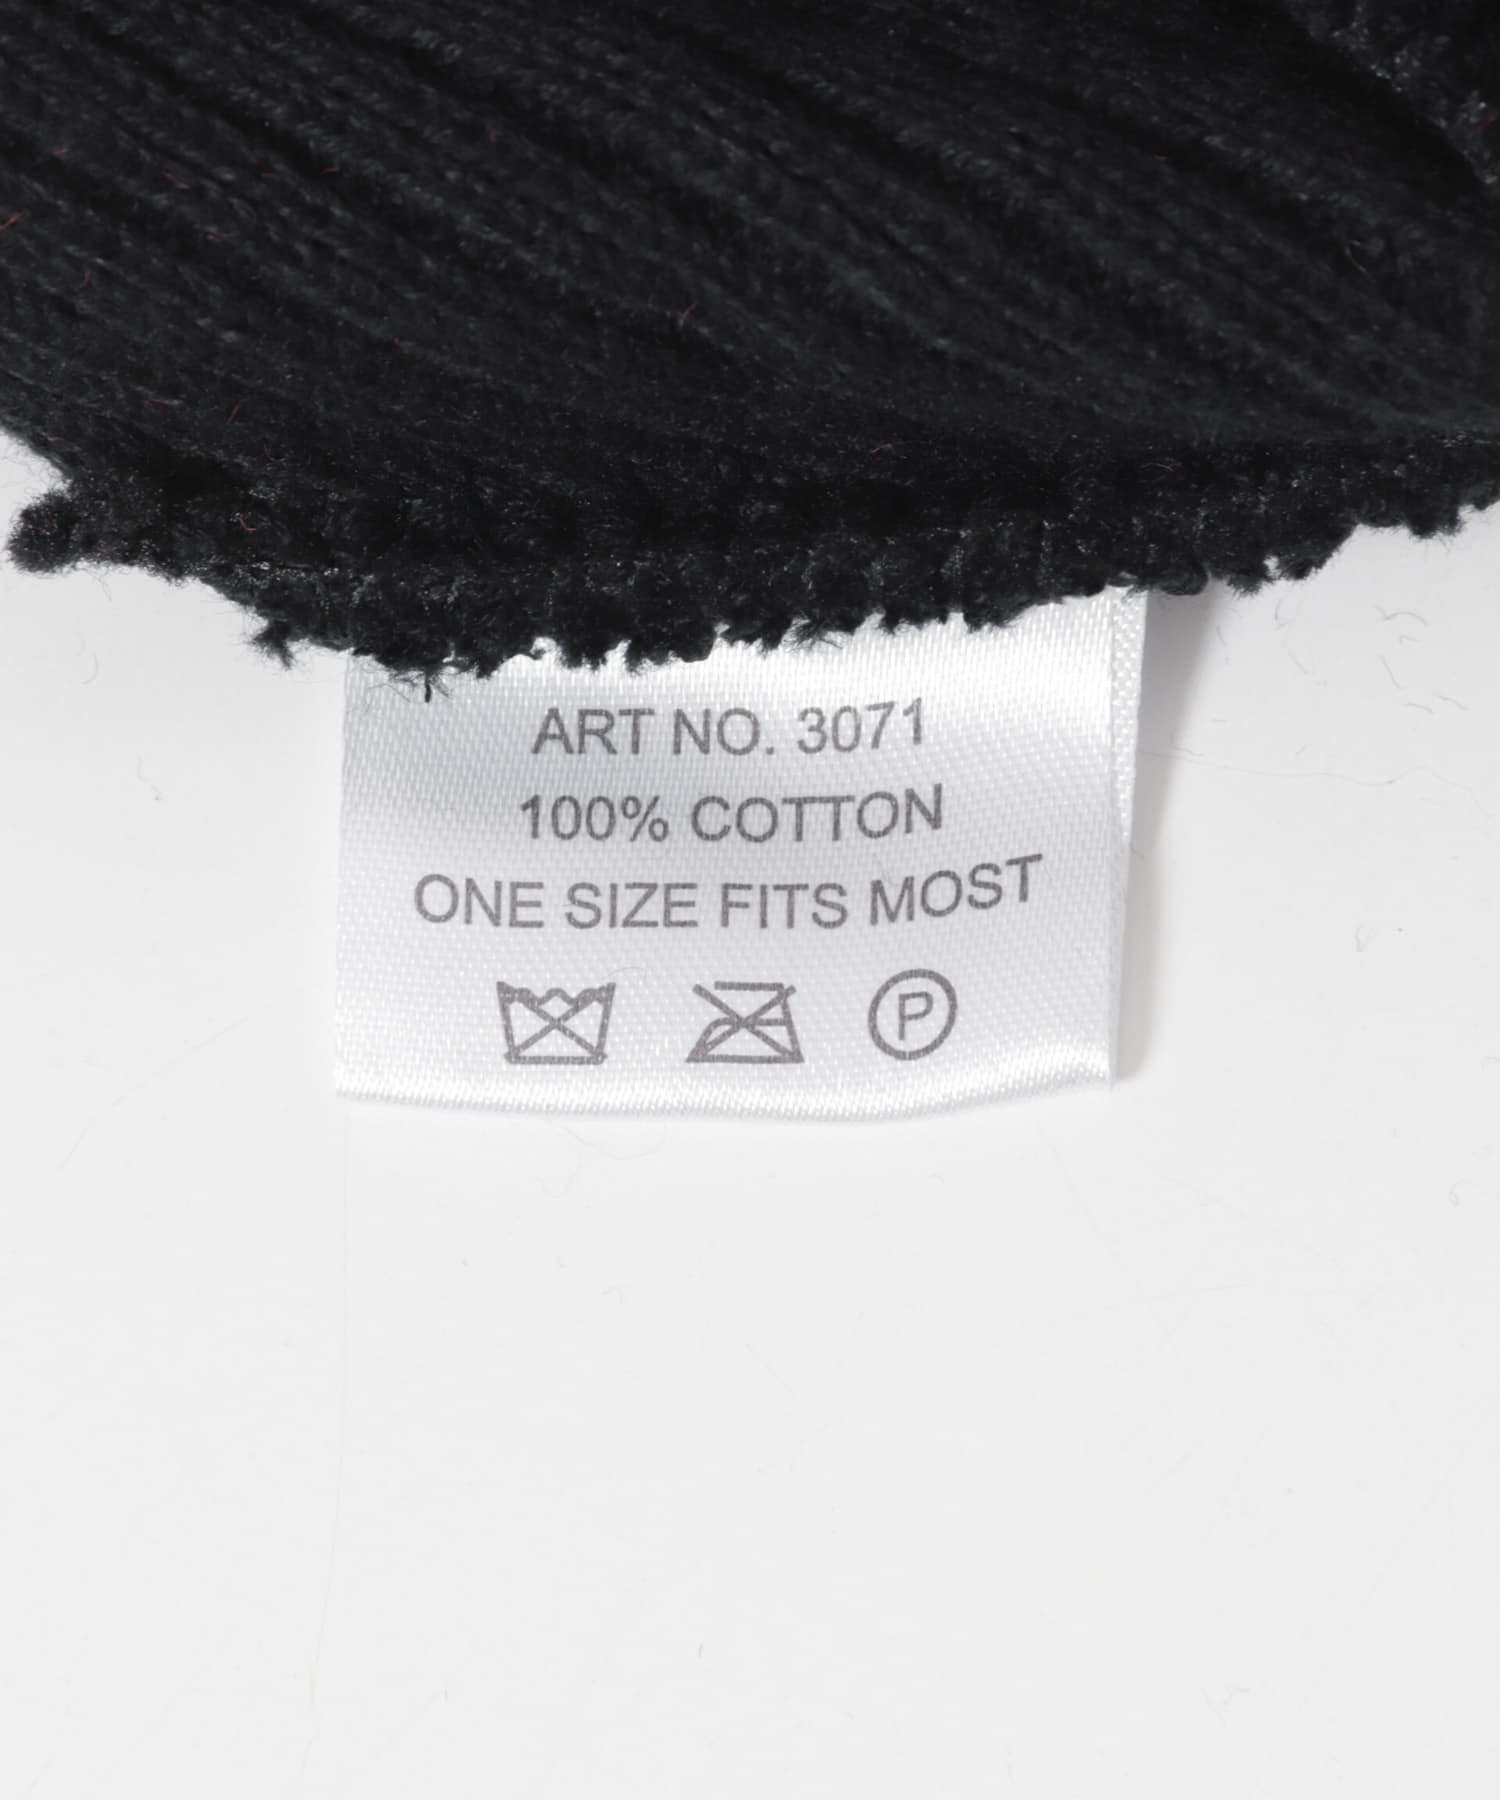 ART NO. 3071
100% COTTON
ONE SIZE FITS MOST
P